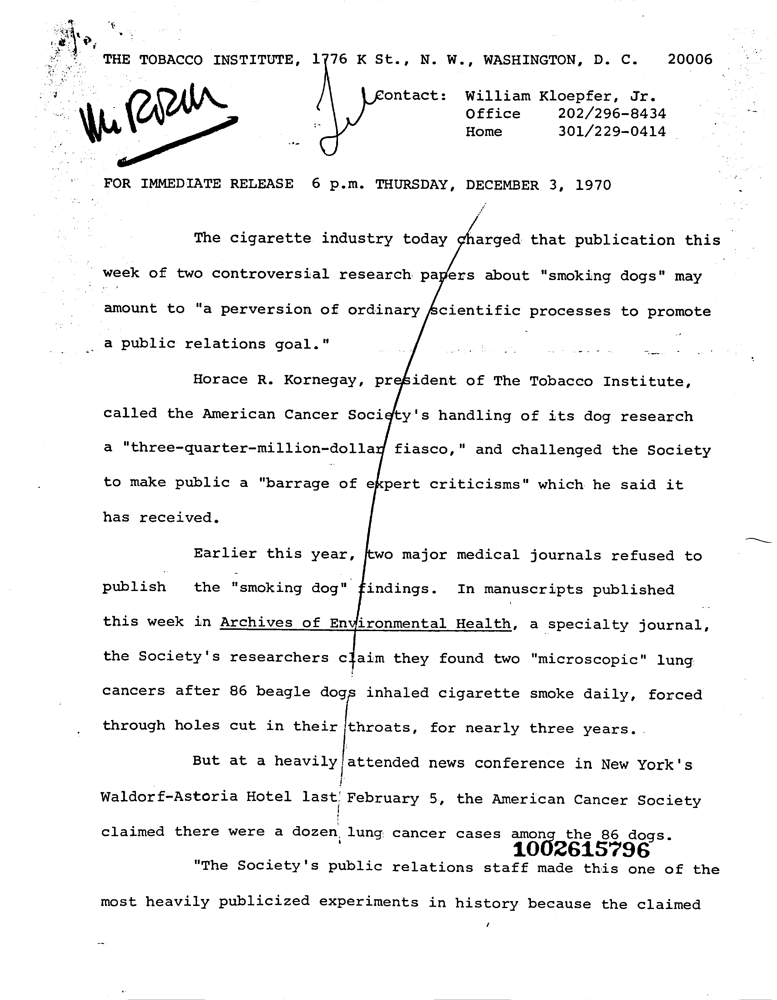 THE TOBACCO INSTITUTE, 1776 K St., N. W., WASHINGTON, D. C. 20006
Contact: William Kloepfer, Jr.
Office 202/296-8434
Home 301/229-0414
FOR IMMEDIATE RELEASE 6 p.m. THURSDAY, DECEMBER 3, 1970
The cigarette industry today charged that publication this
week of two controversial research papers about "smoking dogs" may
amount to "a perversion of ordinary scientific processes to promote
a public relations goal."
Horace R. Kornegay, president of The Tobacco Institute,
called the American Cancer Society's handling of its dog research
a "three-quarter-million-dollar fiasco," and challenged the Society
to make public a "barrage of expert criticisms" which he said it
has received.
Earlier this year, two major medical journals refused to
publish the "smoking dog" findings. In manuscripts published
this week in Archives of Environmental Health, a specialty journal,
the Society's researchers claim they found two "microscopic" lung
cancers after 86 beagle dogs inhaled cigarette smoke daily, forced
through holes cut in their throats, for nearly three years.
But at a heavily attended news conference in New York's
Waldorf-Astoria Hotel last February 5, the American Cancer Society
claimed there were a dozen lung cancer cases among the 86 dogs.
1002615796
"The Society's public relations staff made this one of the
most heavily publicized experiments in history because the claimed